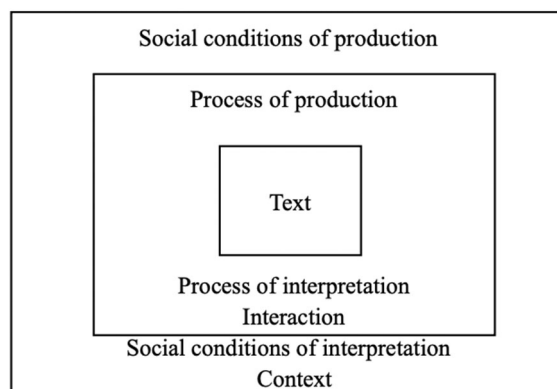 Social conditions of production
Process of production
Text
Process of interpretation
Interaction
Social conditions of interpretation
Context